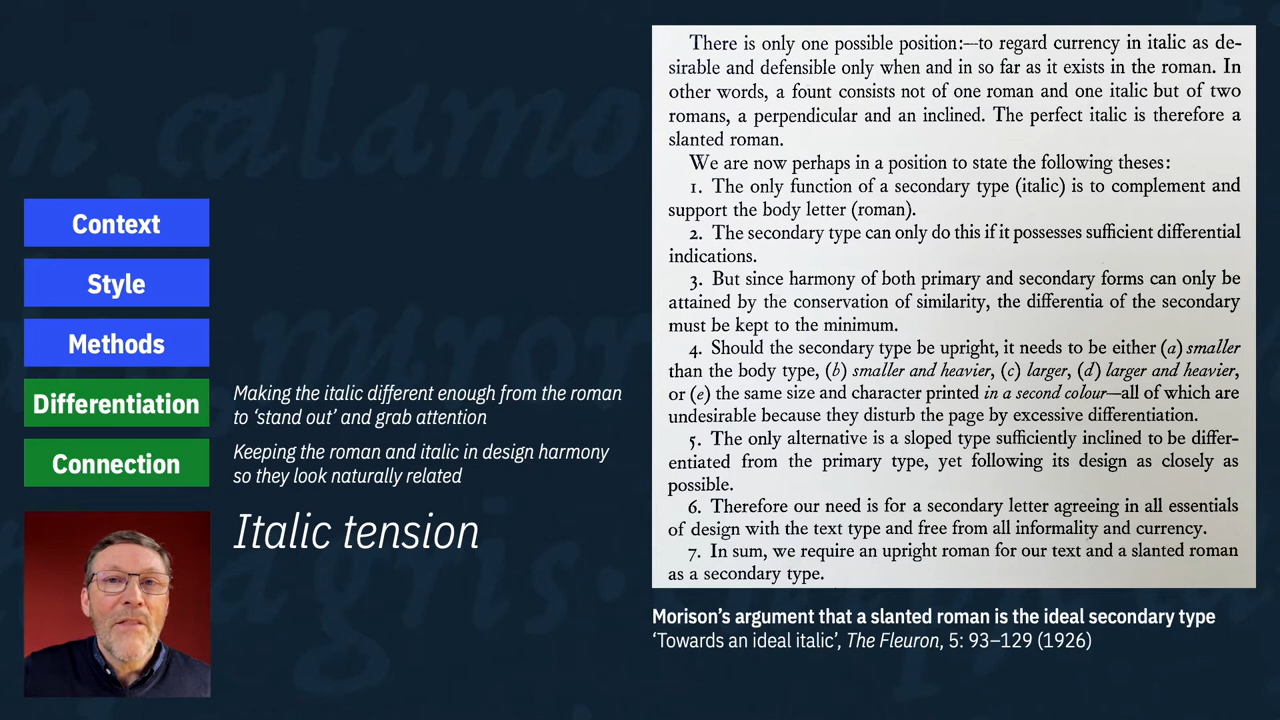 Context
Style
Methods
Differentiation
Making the italic different enough from the roman
to ‘stand out’ and grab attention
Connection
Keeping the roman and italic in design harmony
so they look naturally related
Italic tension
There is only one possible position:—to regard currency in italic as de-
sirable and defensible only when and in so far as it exists in the roman. In
other words, a fount consists not of one roman and one italic but of two
romans, a perpendicular and an inclined. The perfect italic is therefore a
slanted roman.
We are now perhaps in a position to state the following theses:
1. The only function of a secondary type (italic) is to complement and
support the body letter (roman).
2. The secondary type can only do this if it possesses sufficient differential
indications.
3. But since harmony of both primary and secondary forms can only be
attained by the conservation of similarity, the differentia of the secondary
must be kept to the minimum.
4. Should the secondary type be upright, it needs to be either (a) smaller
than the body type, (b) smaller and heavier, (c) larger, (d) larger and heavier,
or (e) the same size and character printed in a second colour—all of which are
undesirable because they disturb the page by excessive differentiation.
5. The only alternative is a sloped type sufficiently inclined to be differ-
entiated from the primary type, yet following its design as closely as
possible.
6. Therefore our need is for a secondary letter agreeing in all essentials
of design with the text type and free from all informality and currency.
7. In sum, we require an upright roman for our text and a slanted roman
as a secondary type.
Morison’s argument that a slanted roman is the ideal secondary type
‘Towards an ideal italic’, The Fleuron, 5: 93–129 (1926)
calamo
agris.